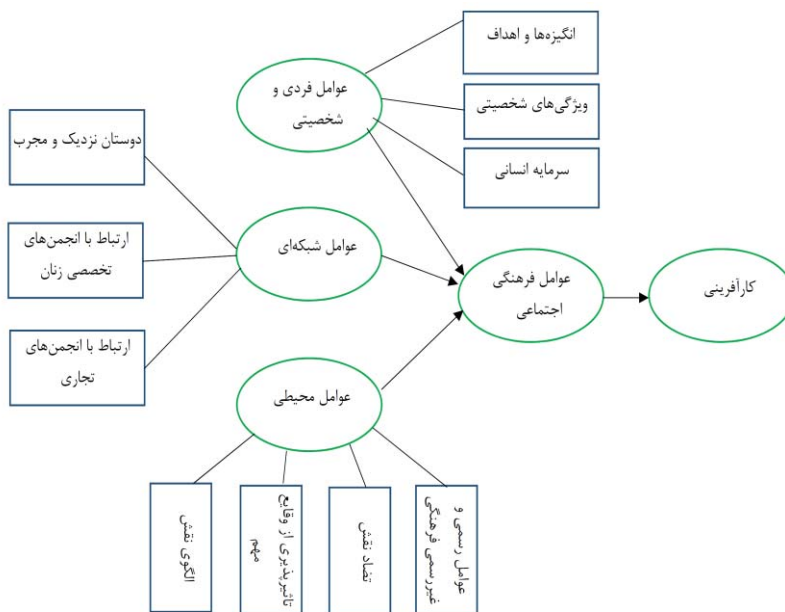 انگیزه‌ها و اهداف
عوامل فردی و
شخصیتی
ویژگی‌های شخصیتی
دوستان نزدیک و مجرب
سرمایه انسانی
ارتباط با انجمن‌های
تخصصی زنان
عوامل شبکه‌ای
عوامل فرهنگی
اجتماعی
کارآفرینی
ارتباط با انجمن‌های
تجاری
عوامل محیطی
الگوی نقش
تاثیرپذیری از وقایع
مهم
تضاد نقش
عوامل رسمی و
غیررسمی فرهنگی